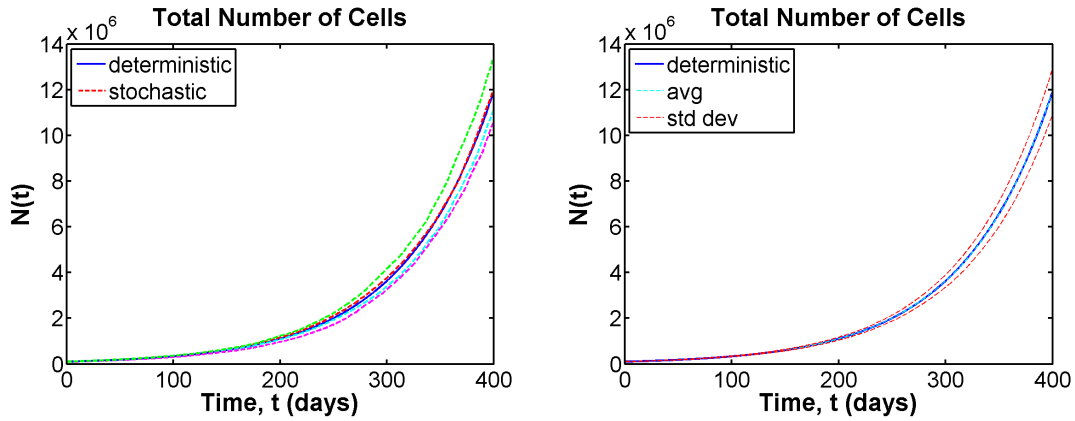 Total Number of Cells
x 10^6
14
12
10
8
6
4
2
0
N(t)
deterministic
stochastic
0 100 200 300 400
Time, t (days)
Total Number of Cells
x 10^6
14
12
10
8
6
4
2
0
N(t)
deterministic
avg
std dev
0 100 200 300 400
Time, t (days)